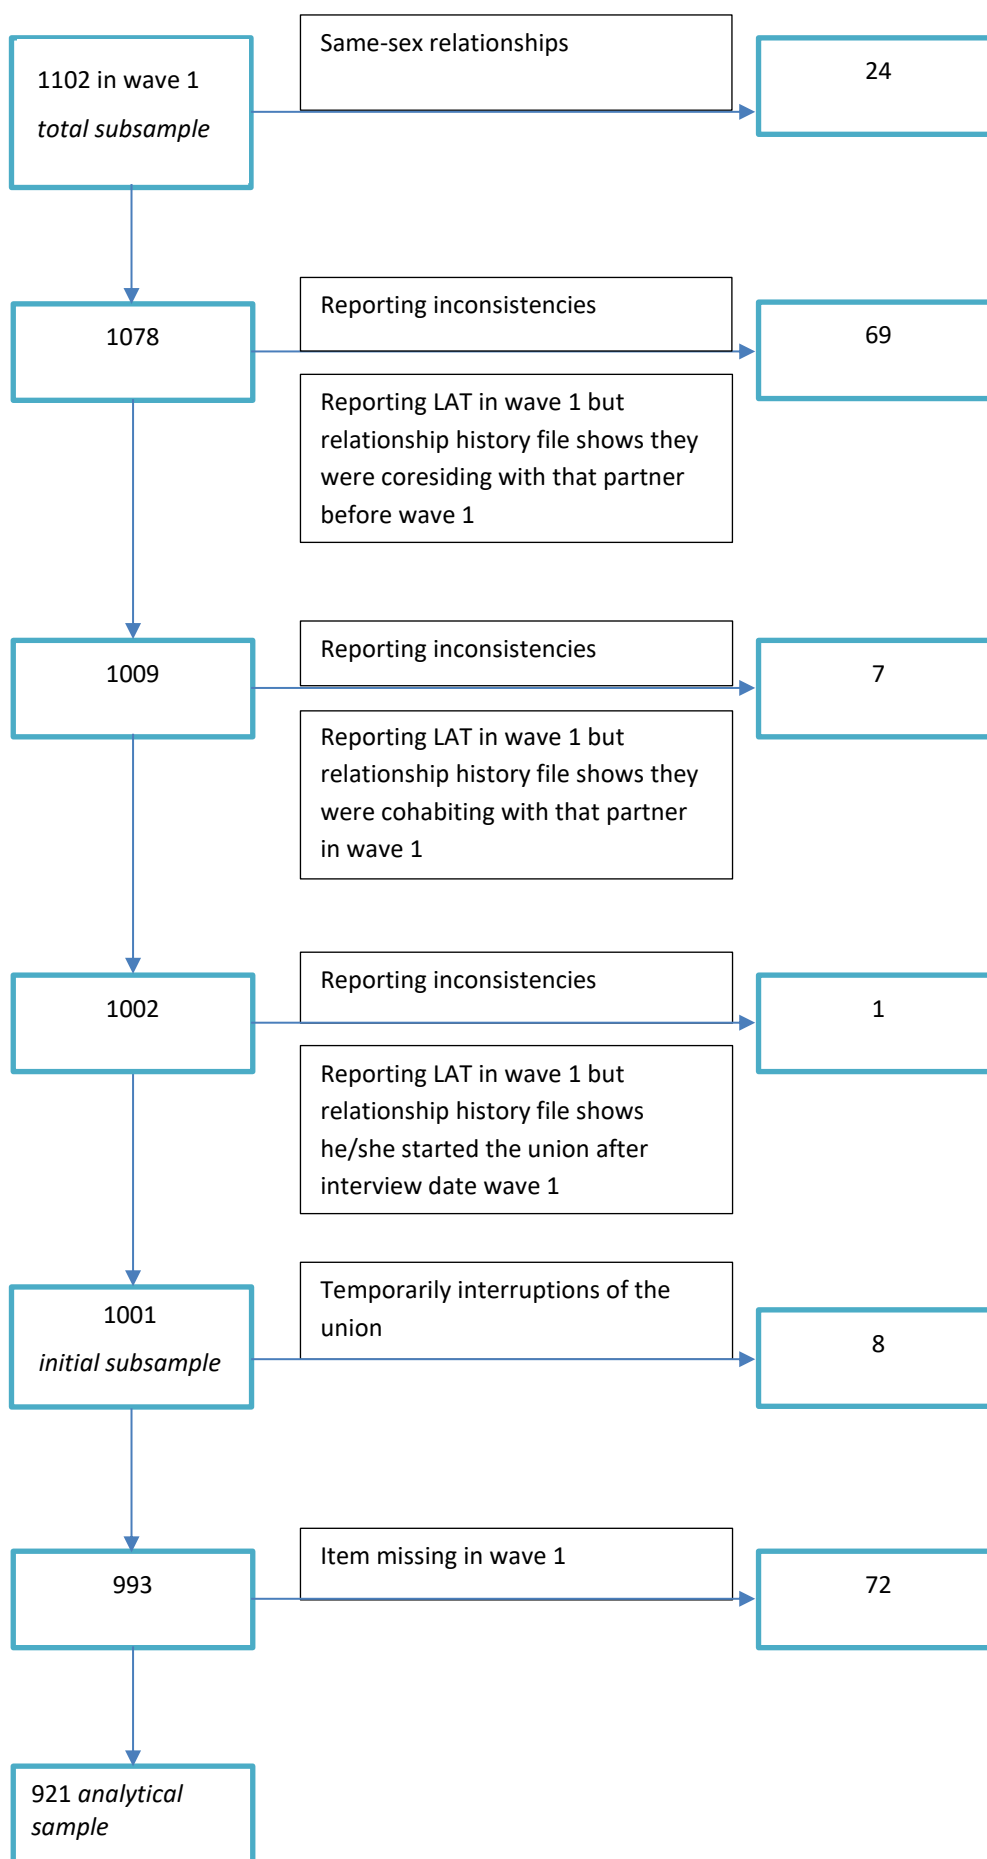 1102 in wave 1
total subsample
Same-sex relationships
24
1078
Reporting inconsistencies
69
Reporting LAT in wave 1 but
relationship history file shows they
were coresiding with that partner
before wave 1
1009
Reporting inconsistencies
7
Reporting LAT in wave 1 but
relationship history file shows they
were cohabiting with that partner
in wave 1
1002
Reporting inconsistencies
1
Reporting LAT in wave 1 but
relationship history file shows
he/she started the union after
interview date wave 1
1001
initial subsample
Temporarily interruptions of the
union
8
993
Item missing in wave 1
72
921 analytical
sample